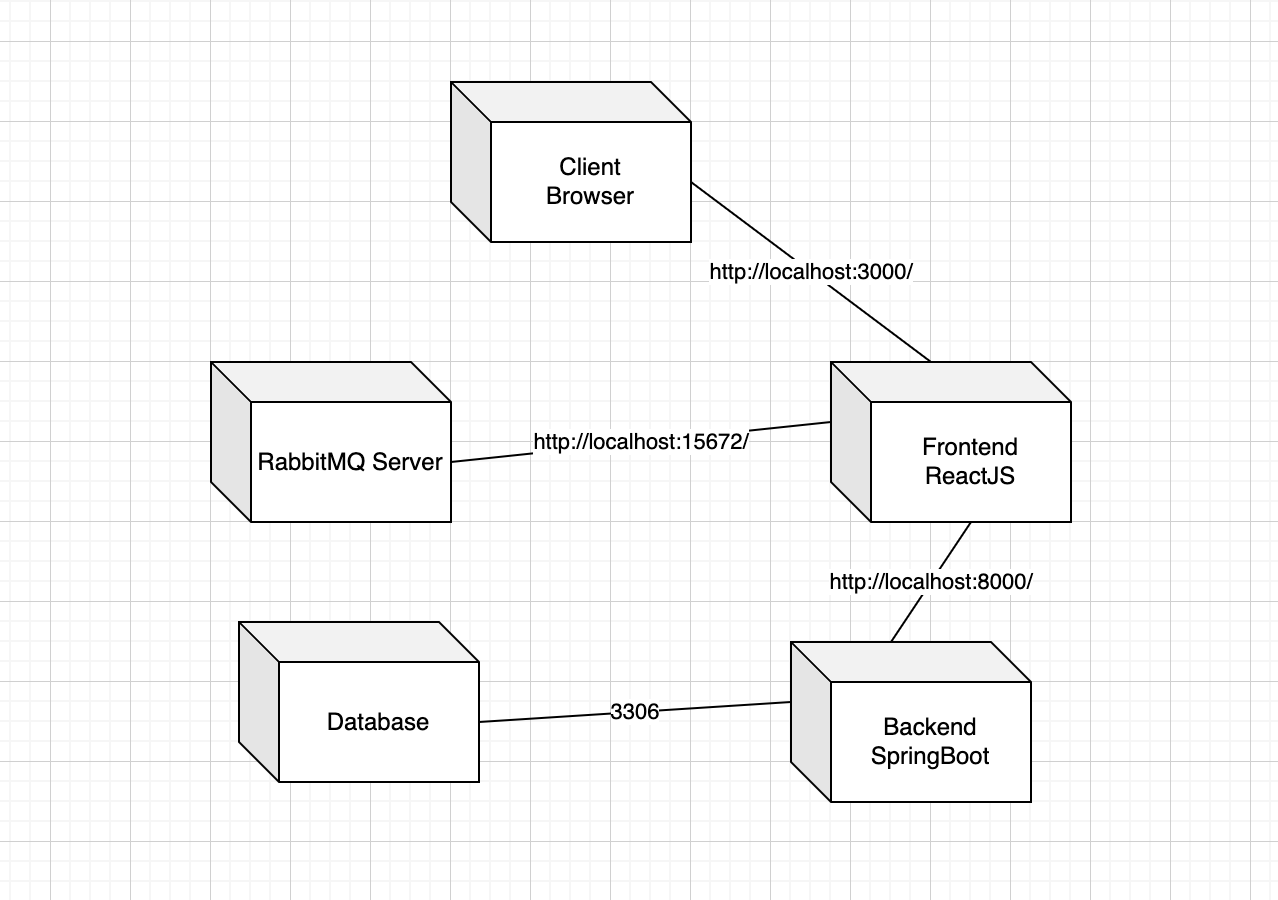 Client
Browser
http://localhost:3000/
RabbitMQ Server
http://localhost:15672/
Frontend
ReactJS
http://localhost:8000/
Database
3306
Backend
SpringBoot